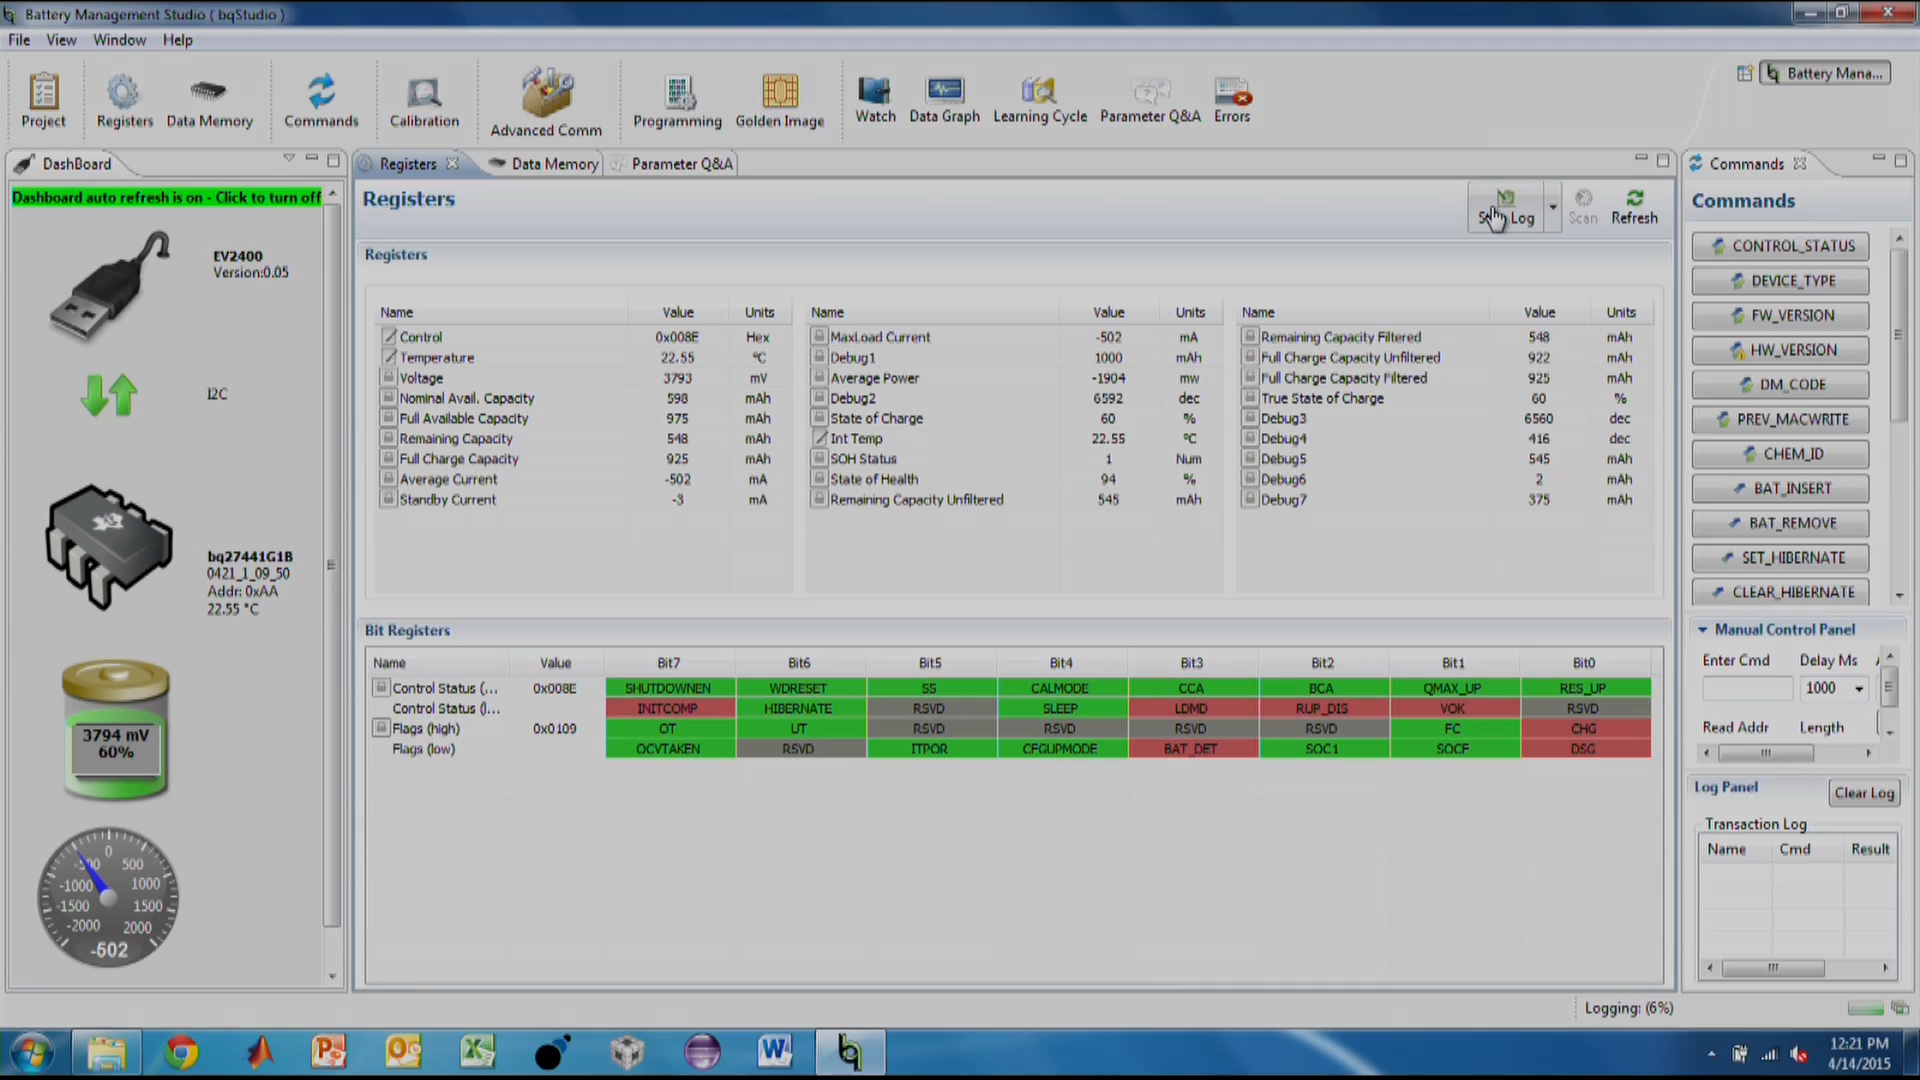 Battery Management Studio ( bqStudio )
File View Window Help
Project Registers Data Memory Commands Calibration Advanced Comm Programming Golden Image Watch Data Graph Learning Cycle Parameter Q&A Errors
Battery Mana...
DashBoard
Dashboard auto refresh is on - Click to turn off
EV2400
Version:0.05
I2C
bq27441G1B
0421_1_09_50
Addr: 0xAA
22.55 °C
3794 mV
60%
0
-500 500
-1000 1000
-1500 1500
-2000 2000
-502
Registers Data Memory Parameter Q&A
Registers
Log Scan Refresh
Registers
Name Value Units
Control 0x008E Hex
Temperature 22.55 °C
Voltage 3793 mV
Nominal Avail. Capacity 598 mAh
Full Available Capacity 975 mAh
Remaining Capacity 548 mAh
Full Charge Capacity 925 mAh
Average Current -502 mA
Standby Current -3 mA
Name Value Units
MaxLoad Current -502 mA
Debug1 1000 mAh
Average Power -1904 mw
Debug2 6592 dec
State of Charge 60 %
Int Temp 22.55 °C
SOH Status 1 Num
State of Health 94 %
Remaining Capacity Unfiltered 545 mAh
Name Value Units
Remaining Capacity Filtered 548 mAh
Full Charge Capacity Unfiltered 922 mAh
Full Charge Capacity Filtered 925 mAh
True State of Charge 60 %
Debug3 6560 dec
Debug4 416 dec
Debug5 545 mAh
Debug6 2 mAh
Debug7 375 mAh
Bit Registers
Name Value Bit7 Bit6 Bit5 Bit4 Bit3 Bit2 Bit1 Bit0
Control Status (... 0x008E SHUTDOWNEN WDRESET SS CALMODE CCA BCA QMAX_UP RES_UP
Control Status (l... INITCOMP HIBERNATE RSVD SLEEP LDMD RUP_DIS VOK RSVD
Flags (high) 0x0109 OT UT RSVD RSVD RSVD RSVD FC CHG
Flags (low) OCVTAKEN RSVD ITPOR CFGUPMODE BAT_DET SOC1 SOCF DSG
Commands
Commands
CONTROL_STATUS
DEVICE_TYPE
FW_VERSION
HW_VERSION
DM_CODE
PREV_MACWRITE
CHEM_ID
BAT_INSERT
BAT_REMOVE
SET_HIBERNATE
CLEAR_HIBERNATE
Manual Control Panel
Enter Cmd Delay Ms
1000
Read Addr Length
Log Panel Clear Log
Transaction Log
Name Cmd Result
Logging: (6%)
12:21 PM
4/14/2015